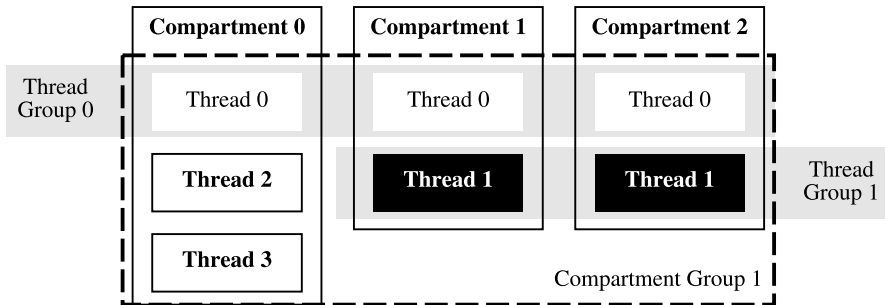 Compartment 0
Compartment 1
Compartment 2
Thread
Group 0
Thread 0
Thread 0
Thread 0
Thread 2
Thread 1
Thread 1
Thread
Group 1
Thread 3
Compartment Group 1